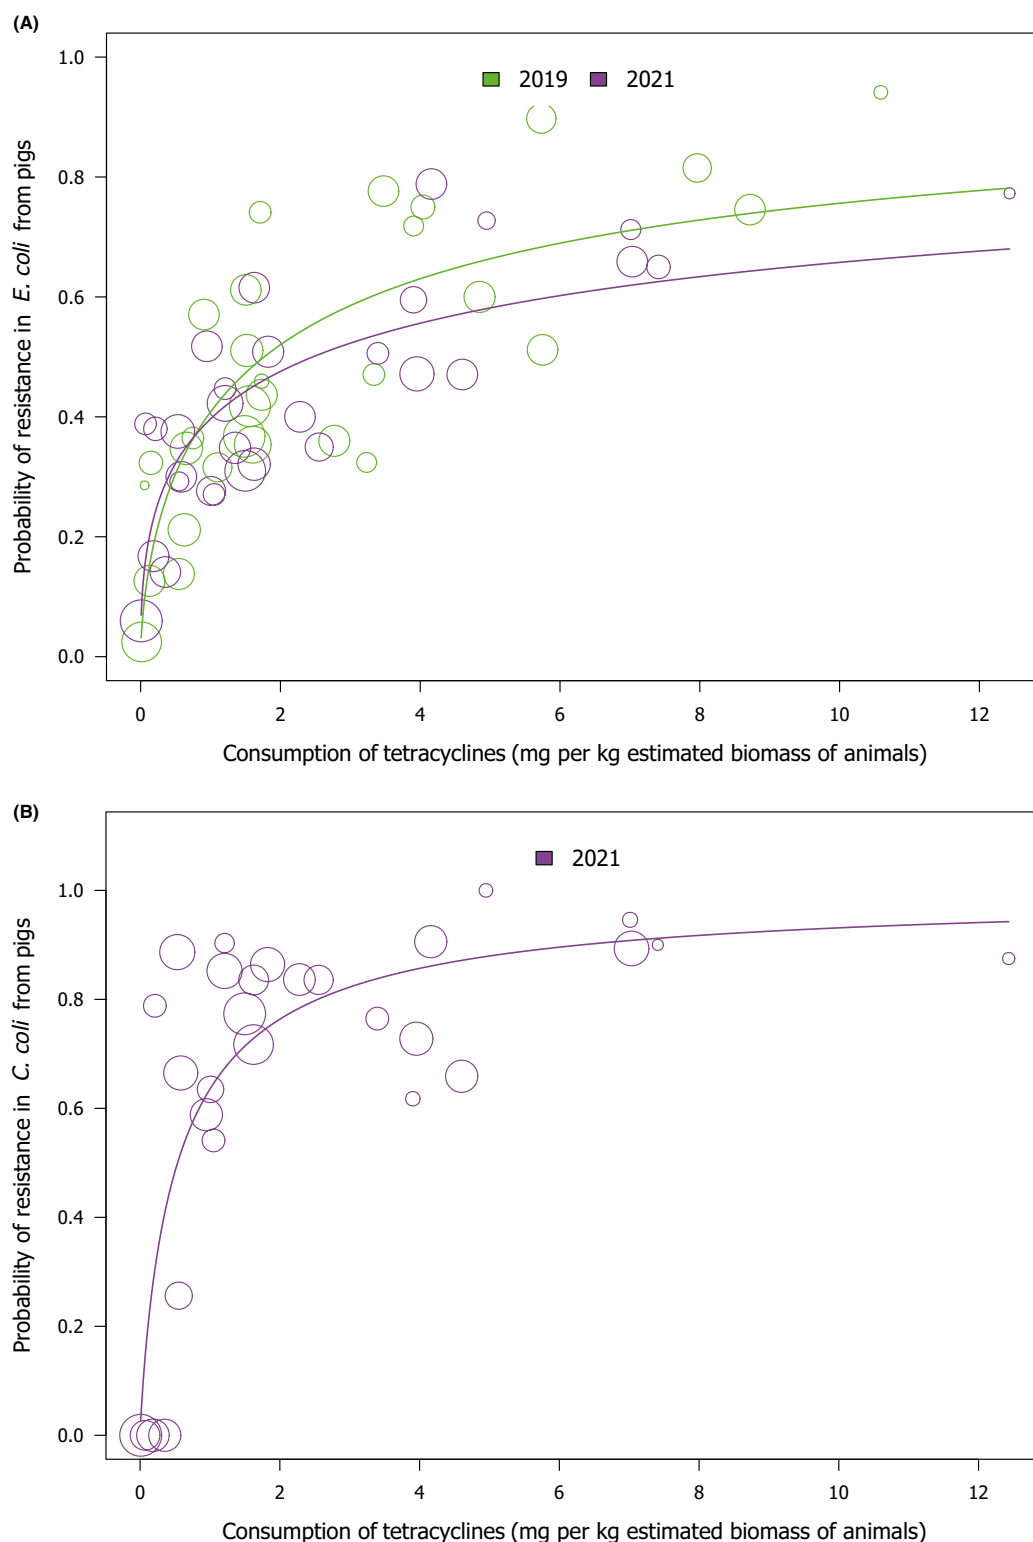 (A)
2019 2021
1.0
0.8
0.6
0.4
0.2
0.0
Probability of resistance in E. coli from pigs
0 2 4 6 8 10 12
Consumption of tetracyclines (mg per kg estimated biomass of animals)
(B)
2021
1.0
0.8
0.6
0.4
0.2
0.0
Probability of resistance in C. coli from pigs
0 2 4 6 8 10 12
Consumption of tetracyclines (mg per kg estimated biomass of animals)